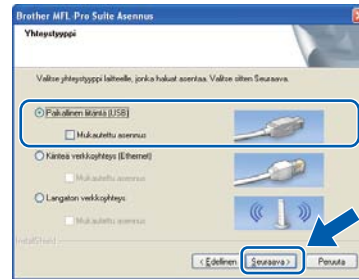 Brother MFL-Pro Suite Asennus
Yhteystyyppi
Valitse yhteystyyppi laitteelle, jonka haluat asentaa. Valitse sitten Seuraava.
Paikallinen liitäntä (USB)
Mukautettu asennus
Kiinteä verkkoyhteys (Ethernet)
Mukautettu asennus
Langaton verkkoyhteys
Mukautettu asennus
InstallShield
< Edellinen
Seuraava >
Peruuta